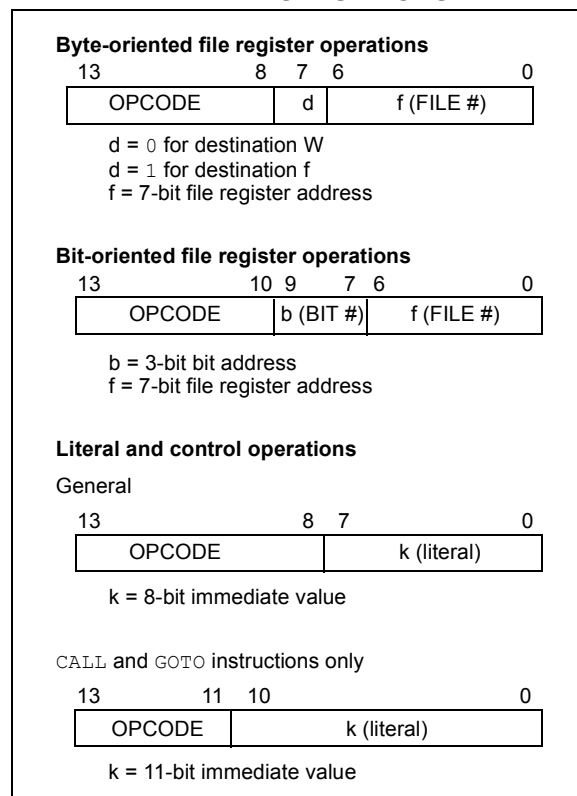 Byte-oriented file register operations
13 8 7 6 0
OPCODE d f (FILE #)
d = 0 for destination W
d = 1 for destination f
f = 7-bit file register address
Bit-oriented file register operations
13 10 9 7 6 0
OPCODE b (BIT #) f (FILE #)
b = 3-bit bit address
f = 7-bit file register address
Literal and control operations
General
13 8 7 0
OPCODE k (literal)
k = 8-bit immediate value
CALL and GOTO instructions only
13 11 10 0
OPCODE k (literal)
k = 11-bit immediate value